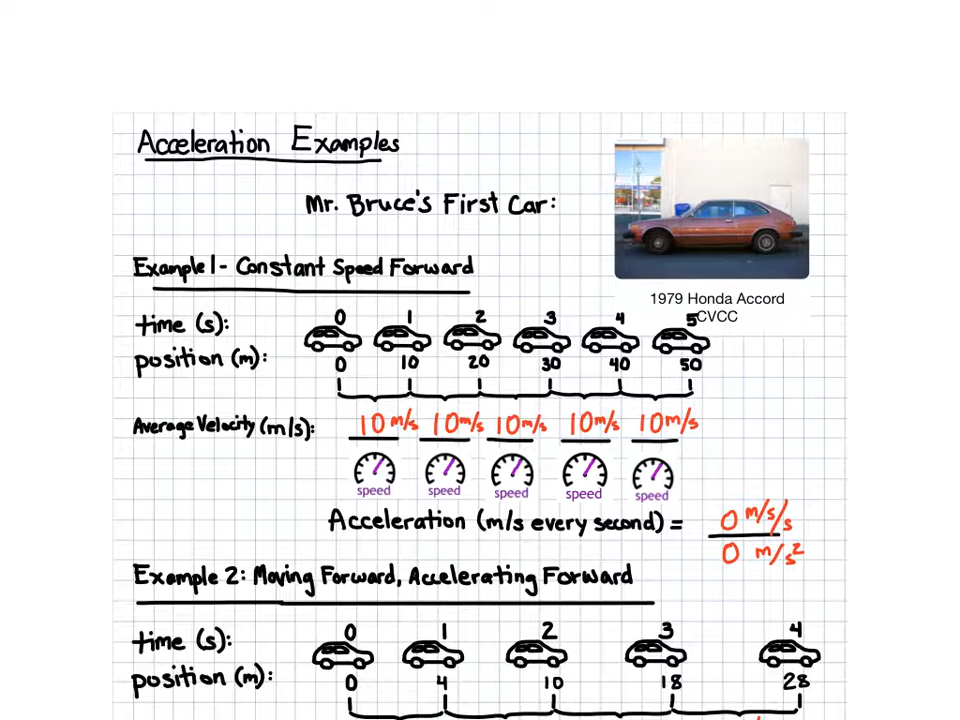 Acceleration Examples
Mr. Bruce's First Car:
1979 Honda Accord
CVCC
Example 1 - Constant Speed Forward
time (s): 0 1 2 3 4 5
position (m): 0 10 20 30 40 50
Average Velocity (m/s): 10 m/s 10 m/s 10 m/s 10 m/s 10 m/s
speed speed speed speed speed
Acceleration (m/s every second) = 0 m/s/s
0 m/s²
Example 2: Moving Forward, Accelerating Forward
time (s): 0 1 2 3 4
position (m): 0 4 10 18 28